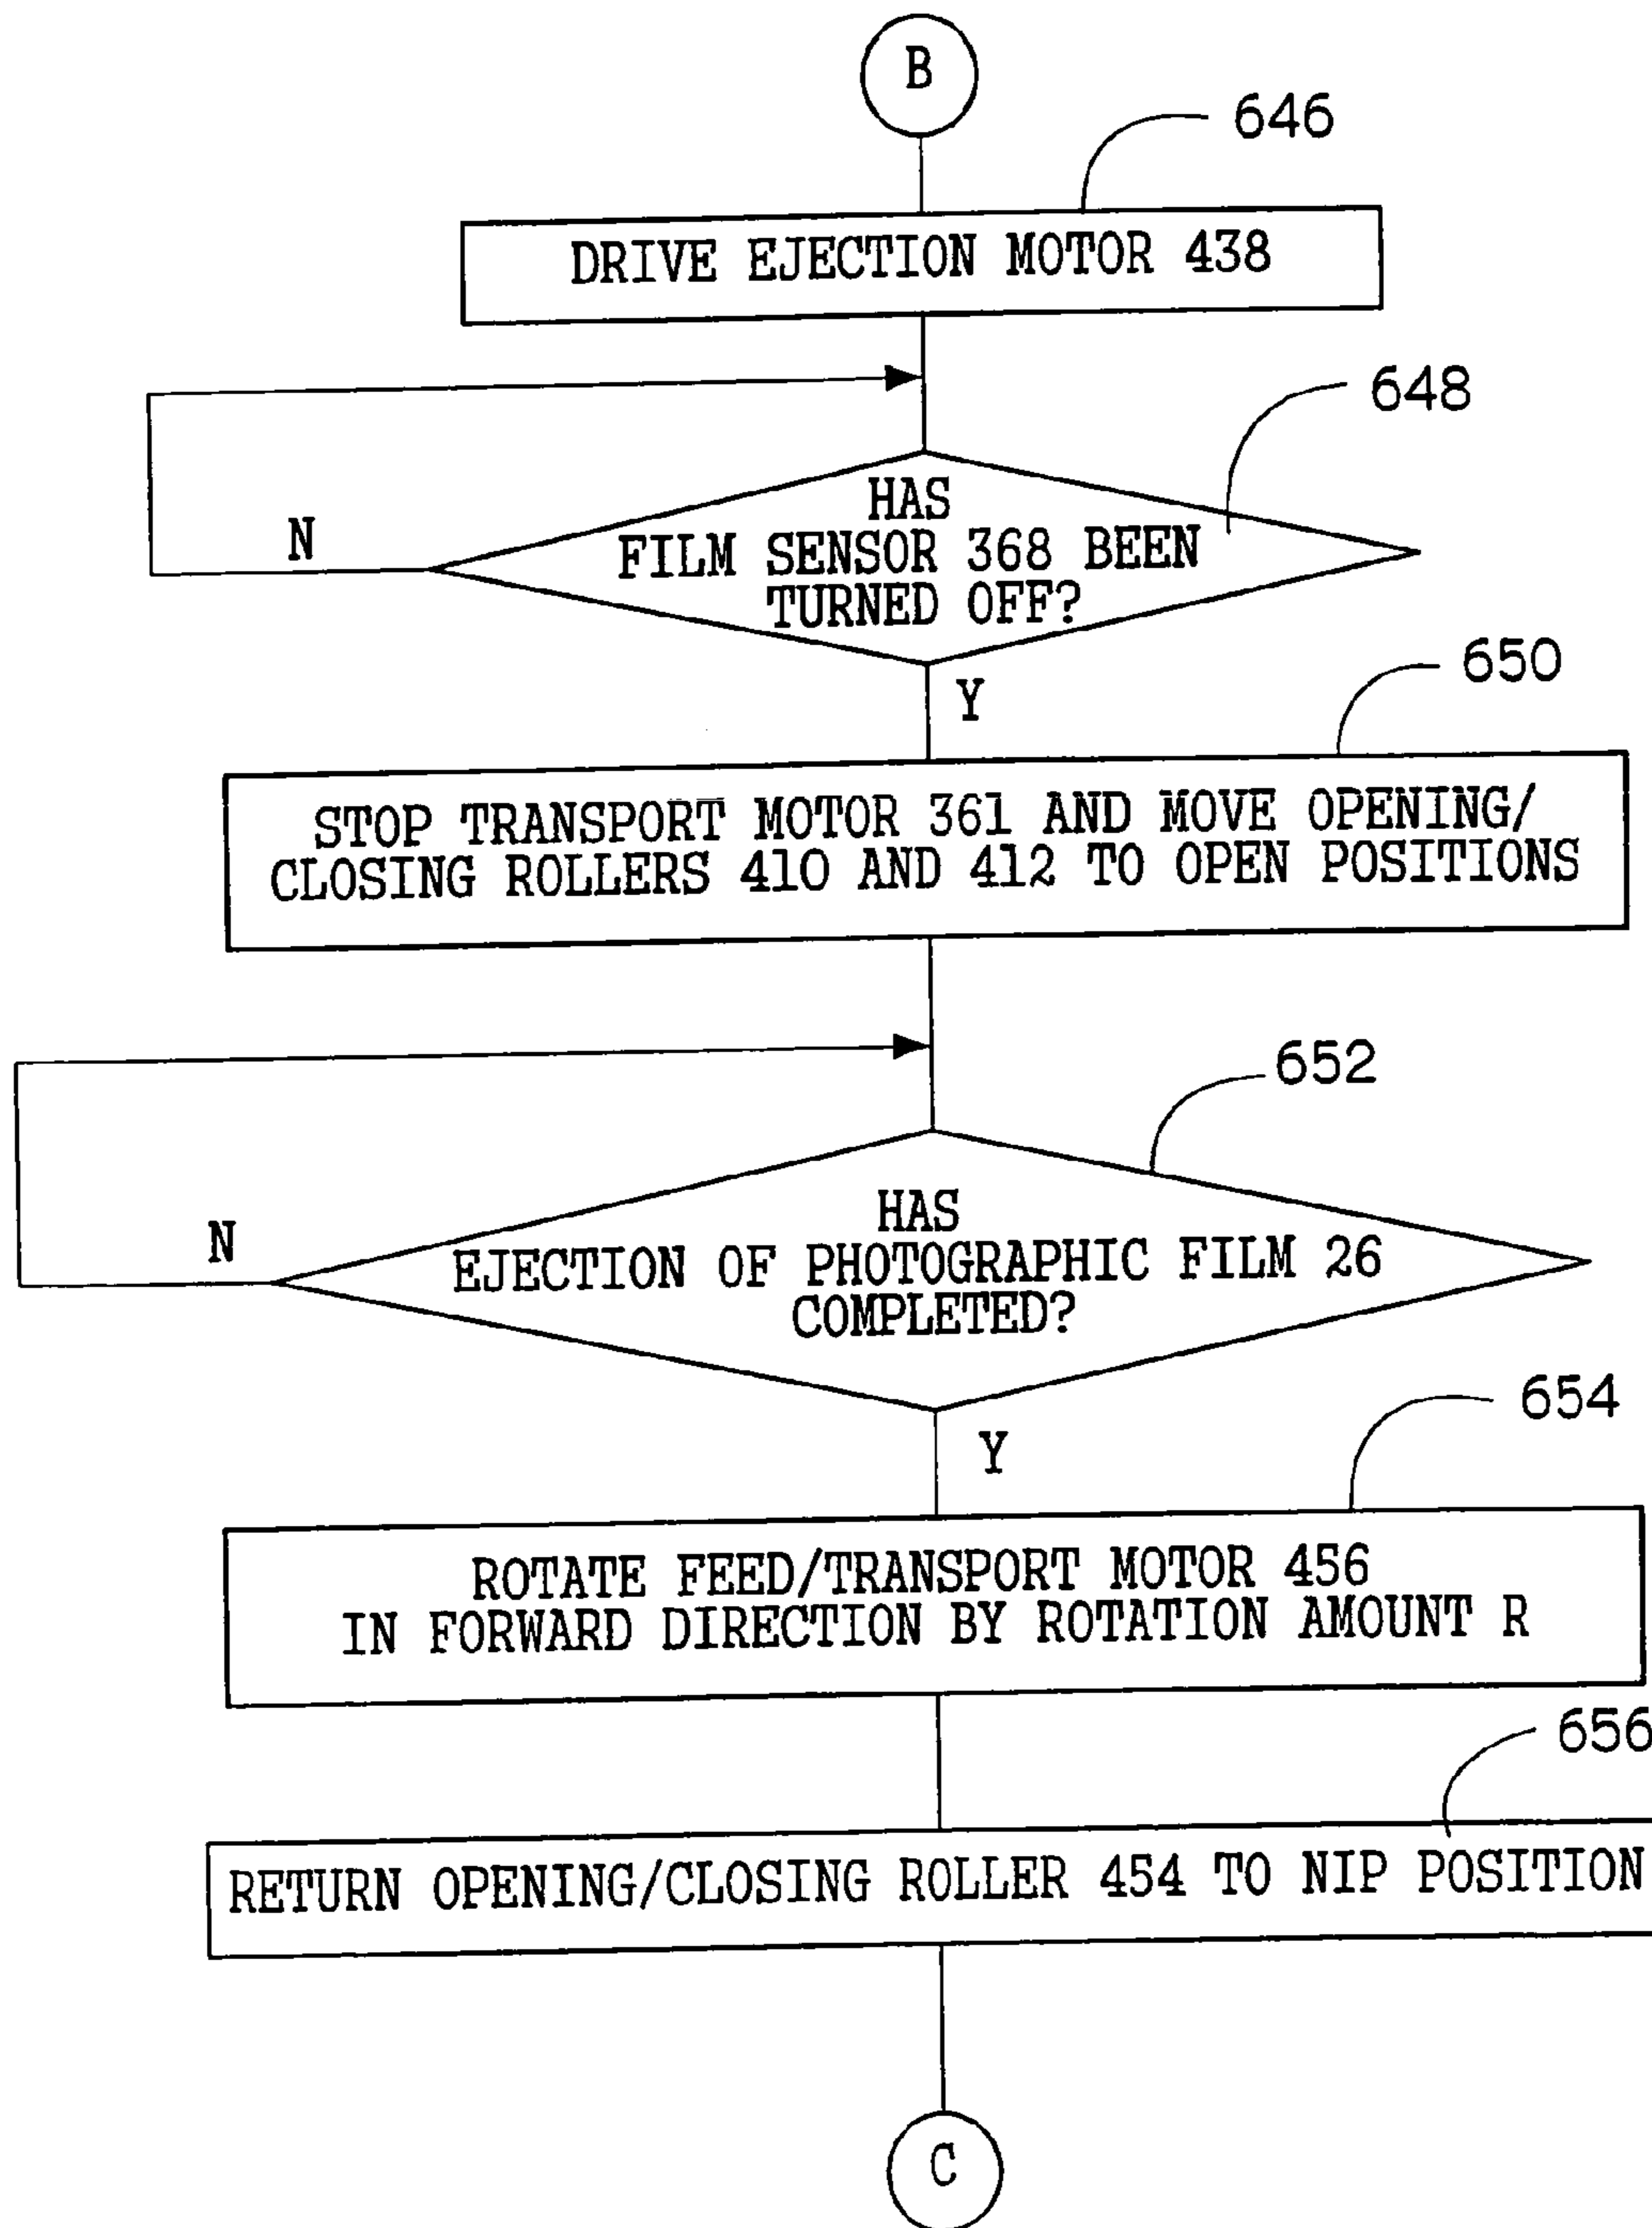 B
646
DRIVE EJECTION MOTOR 438
648
HAS
FILM SENSOR 368 BEEN
TURNED OFF?
N
Y
650
STOP TRANSPORT MOTOR 361 AND MOVE OPENING/
CLOSING ROLLERS 410 AND 412 TO OPEN POSITIONS
652
HAS
EJECTION OF PHOTOGRAPHIC FILM 26
COMPLETED?
N
Y
654
ROTATE FEED/TRANSPORT MOTOR 456
IN FORWARD DIRECTION BY ROTATION AMOUNT R
656
RETURN OPENING/CLOSING ROLLER 454 TO NIP POSITION
C